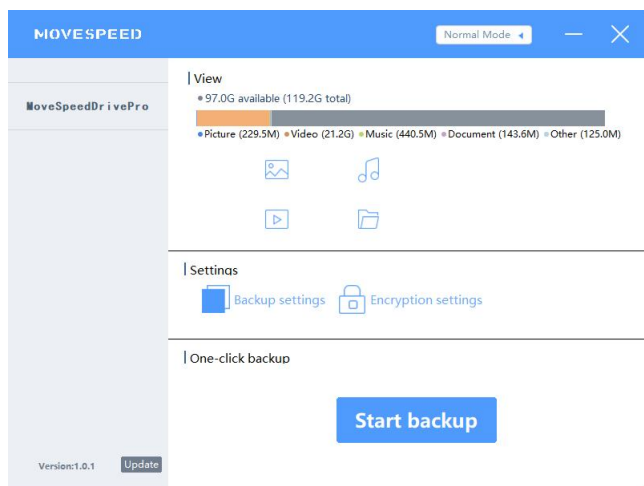 MOVESPEED
Normal Mode
MoveSpeedDrivePro
View
97.0G available (119.2G total)
Picture (229.5M) Video (21.2G) Music (440.5M) Document (143.6M) Other (125.0M)
Settings
Backup settings Encryption settings
One-click backup
Start backup
Version:1.0.1 Update